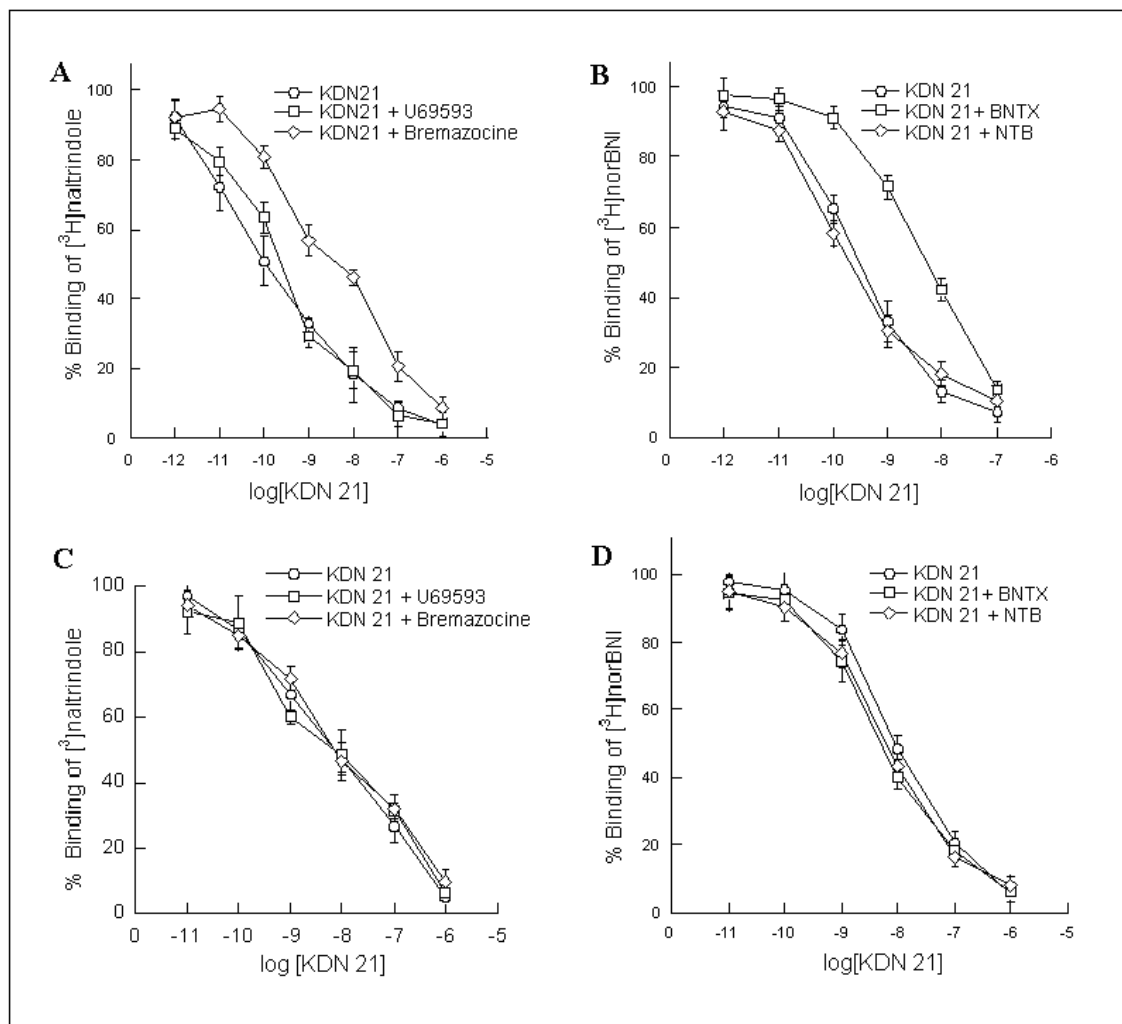 A
KDN21
KDN21 + U69593
KDN21 + Bremazocine
% Binding of [³H]naltrindole
100
80
60
40
20
0
0 -12 -11 -10 -9 -8 -7 -6 -5
log[KDN 21]
B
KDN 21
KDN 21+ BNTX
KDN 21 + NTB
% Binding of [³H]norBNI
100
80
60
40
20
0
0 -12 -11 -10 -9 -8 -7 -6
log[KDN 21]
C
KDN 21
KDN 21 + U69593
KDN 21 + Bremazocine
% Binding of [³]naltrindole
100
80
60
40
20
0
0 -11 -10 -9 -8 -7 -6 -5
log [KDN 21]
D
KDN 21
KDN 21+ BNTX
KDN 21 + NTB
% Binding of [³H]norBNI
100
80
60
40
20
0
0 -11 -10 -9 -8 -7 -6 -5
log[KDN 21]